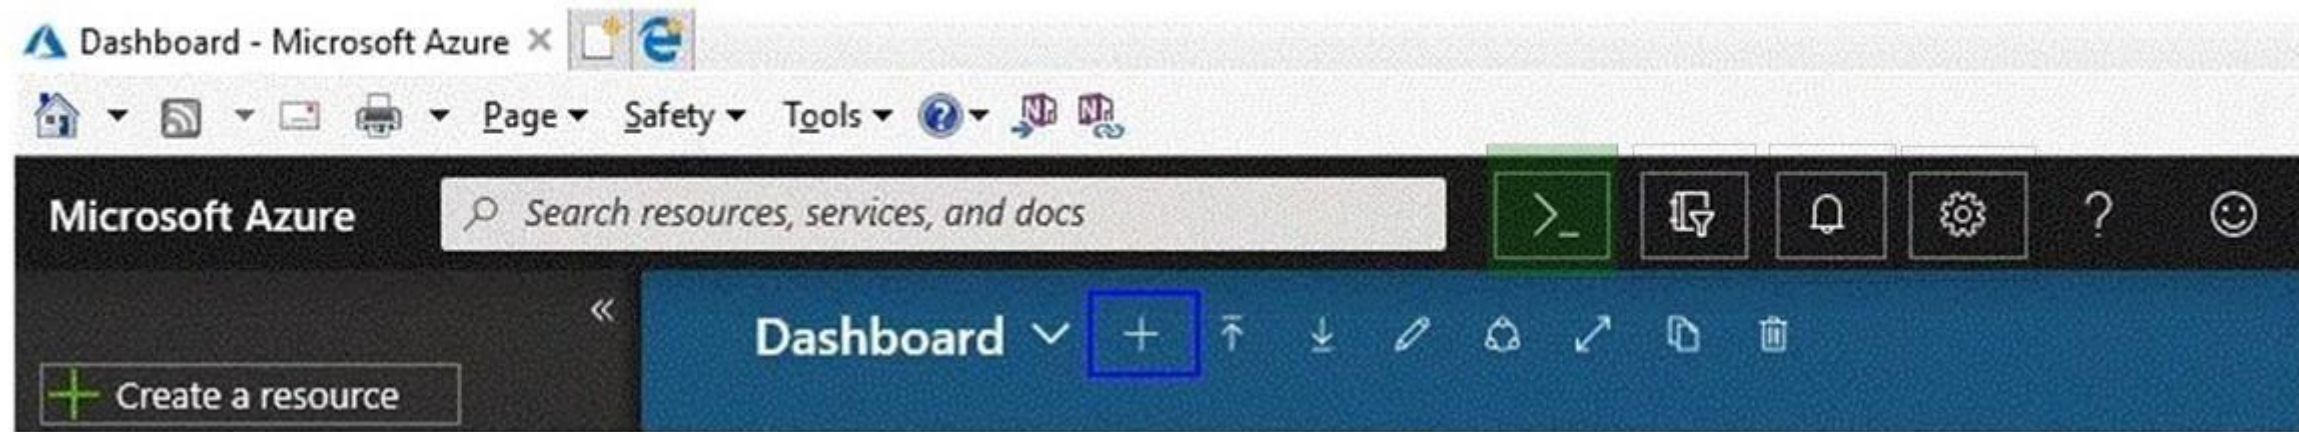 Dashboard - Microsoft Azure
Page Safety Tools
Microsoft Azure Search resources, services, and docs
Dashboard
Create a resource